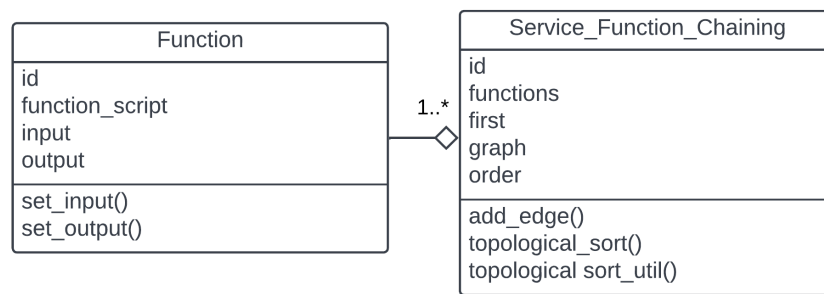 Function
id
function_script
input
output
set_input()
set_output()
1..*
Service_Function_Chaining
id
functions
first
graph
order
add_edge()
topological_sort()
topological sort_util()